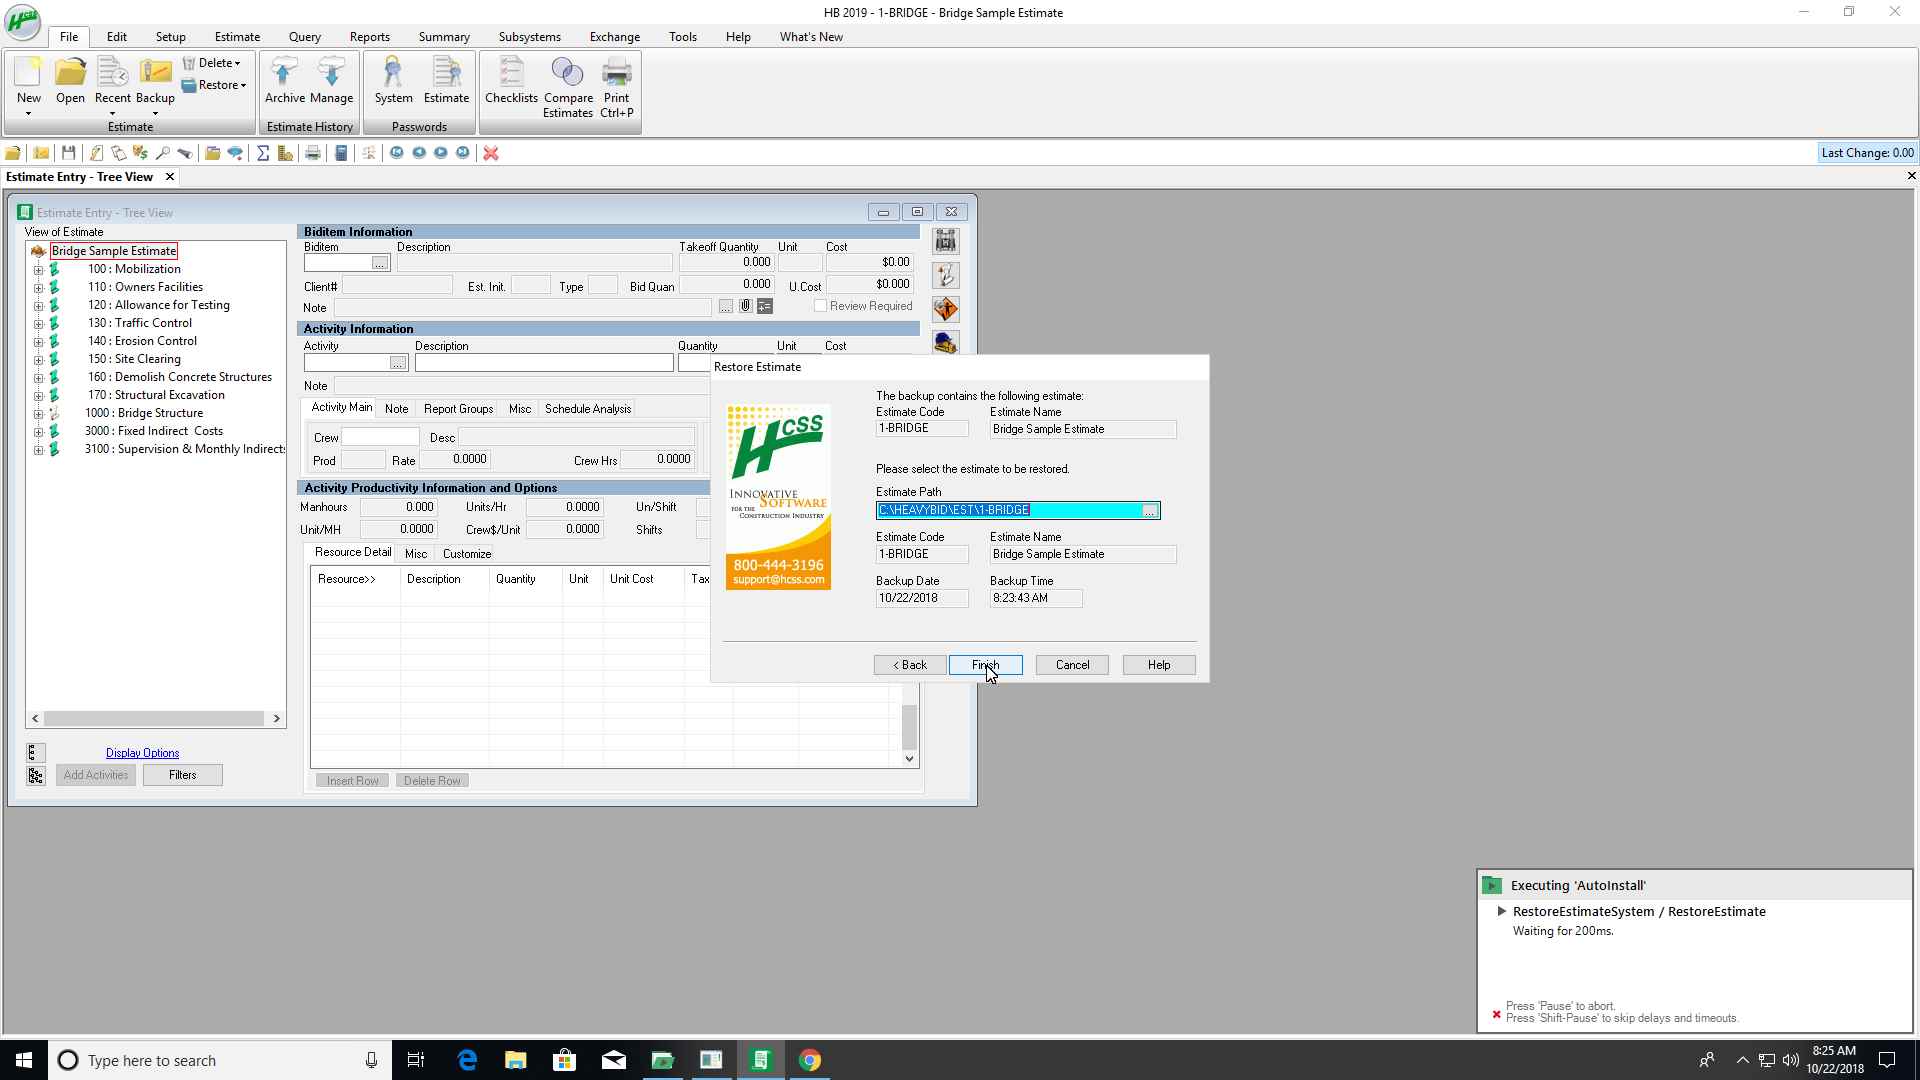 HB 2019 - 1-BRIDGE - Bridge Sample Estimate
HCSS
File Edit Setup Estimate Query Reports Summary Subsystems Exchange Tools Help What's New
New Open Recent Backup Delete Restore
Archive Manage System Estimate Checklists Compare Estimates Print Ctrl+P
Estimate Estimate History Passwords
Last Change: 0.00
Estimate Entry - Tree View
Estimate Entry - Tree View
View of Estimate
Bridge Sample Estimate
100 : Mobilization
110 : Owners Facilities
120 : Allowance for Testing
130 : Traffic Control
140 : Erosion Control
150 : Site Clearing
160 : Demolish Concrete Structures
170 : Structural Excavation
1000 : Bridge Structure
3000 : Fixed Indirect Costs
3100 : Supervision & Monthly Indirects
Display Options
Add Activities Filters
Biditem Information
Biditem Description Takeoff Quantity Unit Cost
... 0.000 $0.00
Client# Est. Init. Type Bid Quan 0.000 U.Cost $0.000
Note ... Review Required
Activity Information
Activity Description Quantity Unit Cost
...
Note
Activity Main Note Report Groups Misc Schedule Analysis
Crew Desc
Prod Rate 0.0000 Crew Hrs 0.0000
Activity Productivity Information and Options
Manhours 0.000 Units/Hr 0.0000 Un/Shift
Unit/MH 0.0000 Crew$/Unit 0.0000 Shifts
Resource Detail Misc Customize
Resource>> Description Quantity Unit Unit Cost Tax
Insert Row Delete Row
Restore Estimate
HCSS
INNOVATIVE
SOFTWARE
FOR THE
CONSTRUCTION INDUSTRY
800-444-3196
support@hcss.com
The backup contains the following estimate:
Estimate Code Estimate Name
1-BRIDGE Bridge Sample Estimate
Please select the estimate to be restored.
Estimate Path
C:\HEAVYBID\EST\1-BRIDGE ...
Estimate Code Estimate Name
1-BRIDGE Bridge Sample Estimate
Backup Date Backup Time
10/22/2018 8:23:43 AM
< Back Finish Cancel Help
Executing 'AutoInstall'
RestoreEstimateSystem / RestoreEstimate
Waiting for 200ms.
Press 'Pause' to abort.
Press 'Shift-Pause' to skip delays and timeouts.
Type here to search
8:25 AM
10/22/2018